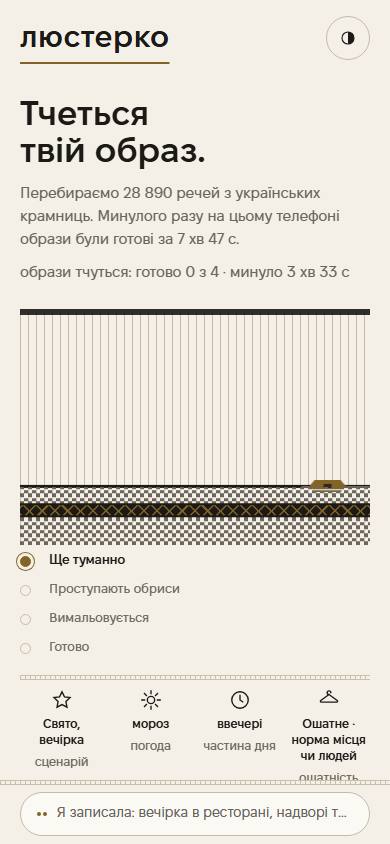 люстерко
Тчеться
твій образ.
Перебираємо 28 890 речей з українських
крамниць. Минулого разу на цьому телефоні
образи були готові за 7 хв 47 с.
образи тчуться: готово 0 з 4 · минуло 3 хв 33 с
Ще туманно
Проступають обриси
Вимальовується
Готово
Свято,
вечірка
сценарій
мороз
погода
ввечері
частина дня
Ошатне ·
норма місця
чи людей
ошатність
Я записала: вечірка в ресторані, надворі т...